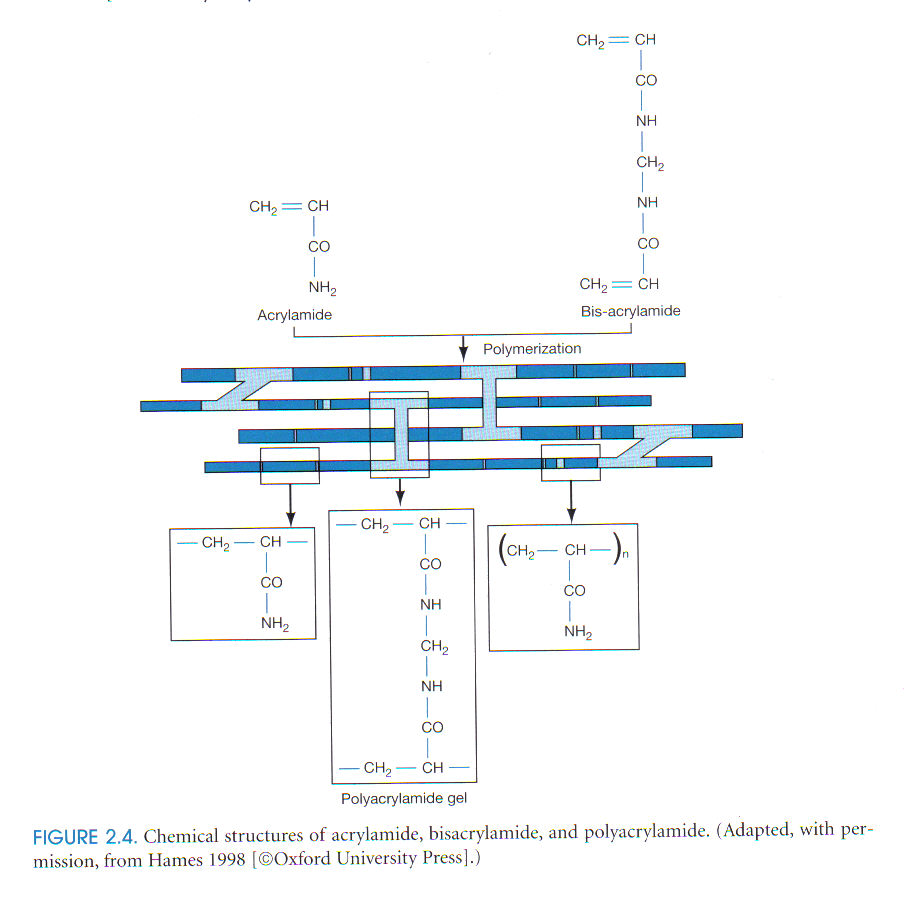 CH2 CH
CO
NH
CH2
NH
CO
CH2 CH
Bis-acrylamide
CH2 CH
CO
NH2
Acrylamide
Polymerization
CH2 CH
CO
NH2
CH2 CH
CO
NH
CH2
NH
CO
CH2 CH
(CH2 CH )n
CO
NH2
Polyacrylamide gel
FIGURE 2.4. Chemical structures of acrylamide, bisacrylamide, and polyacrylamide. (Adapted, with per-
mission, from Hames 1998 [©Oxford University Press].)